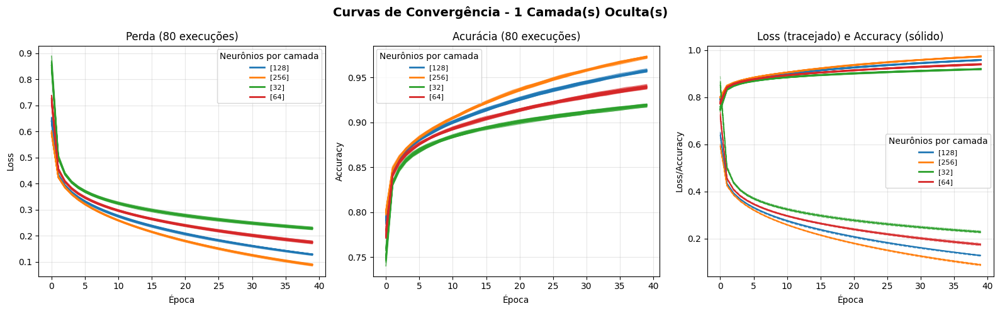 Curvas de Convergência - 1 Camada(s) Oculta(s)
Perda (80 execuções)
0.9
0.8
0.7
0.6
0.5
0.4
0.3
0.2
0.1
Loss
0 5 10 15 20 25 30 35 40
Época
Neurônios por camada
[128]
[256]
[32]
[64]
Acurácia (80 execuções)
0.95
0.90
0.85
0.80
0.75
Accuracy
0 5 10 15 20 25 30 35 40
Época
Neurônios por camada
[128]
[256]
[32]
[64]
Loss (tracejado) e Accuracy (sólido)
1.0
0.8
0.6
0.4
0.2
Loss/Accuracy
0 5 10 15 20 25 30 35 40
Época
Neurônios por camada
[128]
[256]
[32]
[64]